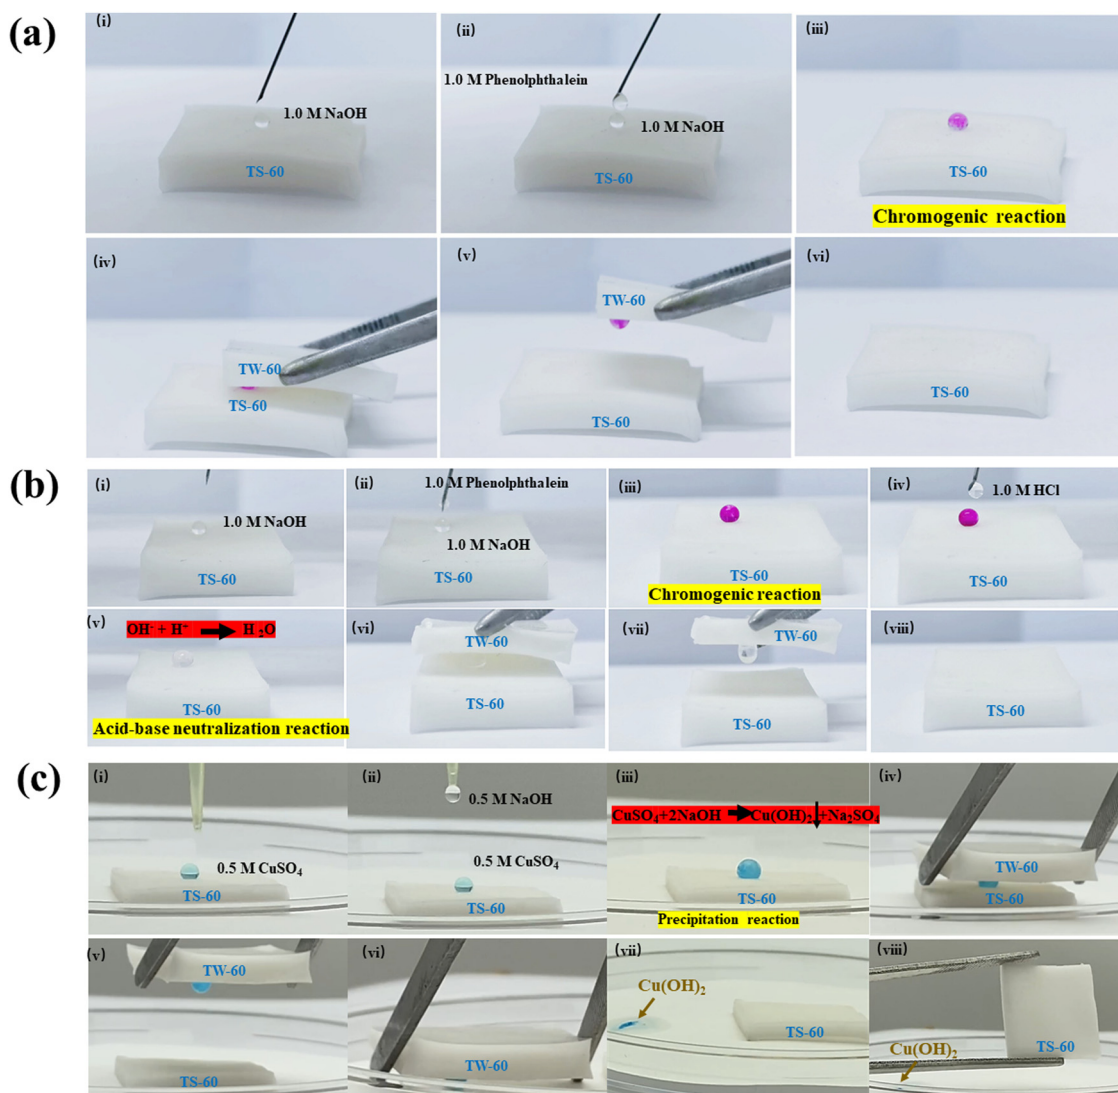 (a)
(i)
1.0 M NaOH
TS-60
(ii)
1.0 M Phenolphthalein
1.0 M NaOH
TS-60
(iii)
TS-60
Chromogenic reaction
(iv)
TW-60
TS-60
(v)
TW-60
TS-60
(vi)
TS-60
(b)
(i)
1.0 M NaOH
TS-60
(ii)
1.0 M Phenolphthalein
1.0 M NaOH
TS-60
(iii)
TS-60
Chromogenic reaction
(iv)
1.0 M HCl
TS-60
(v)
OH⁻ + H⁺ → H₂O
TS-60
Acid-base neutralization reaction
(vi)
TW-60
TS-60
(vii)
TW-60
TS-60
(viii)
TS-60
(c)
(i)
0.5 M CuSO₄
TS-60
(ii)
0.5 M NaOH
0.5 M CuSO₄
TS-60
(iii)
CuSO₄+2NaOH → Cu(OH)₂↓+Na₂SO₄
TS-60
Precipitation reaction
(iv)
TW-60
TS-60
(v)
TW-60
TS-60
(vi)
TW-60
(vii)
Cu(OH)₂
TS-60
(viii)
TS-60
Cu(OH)₂